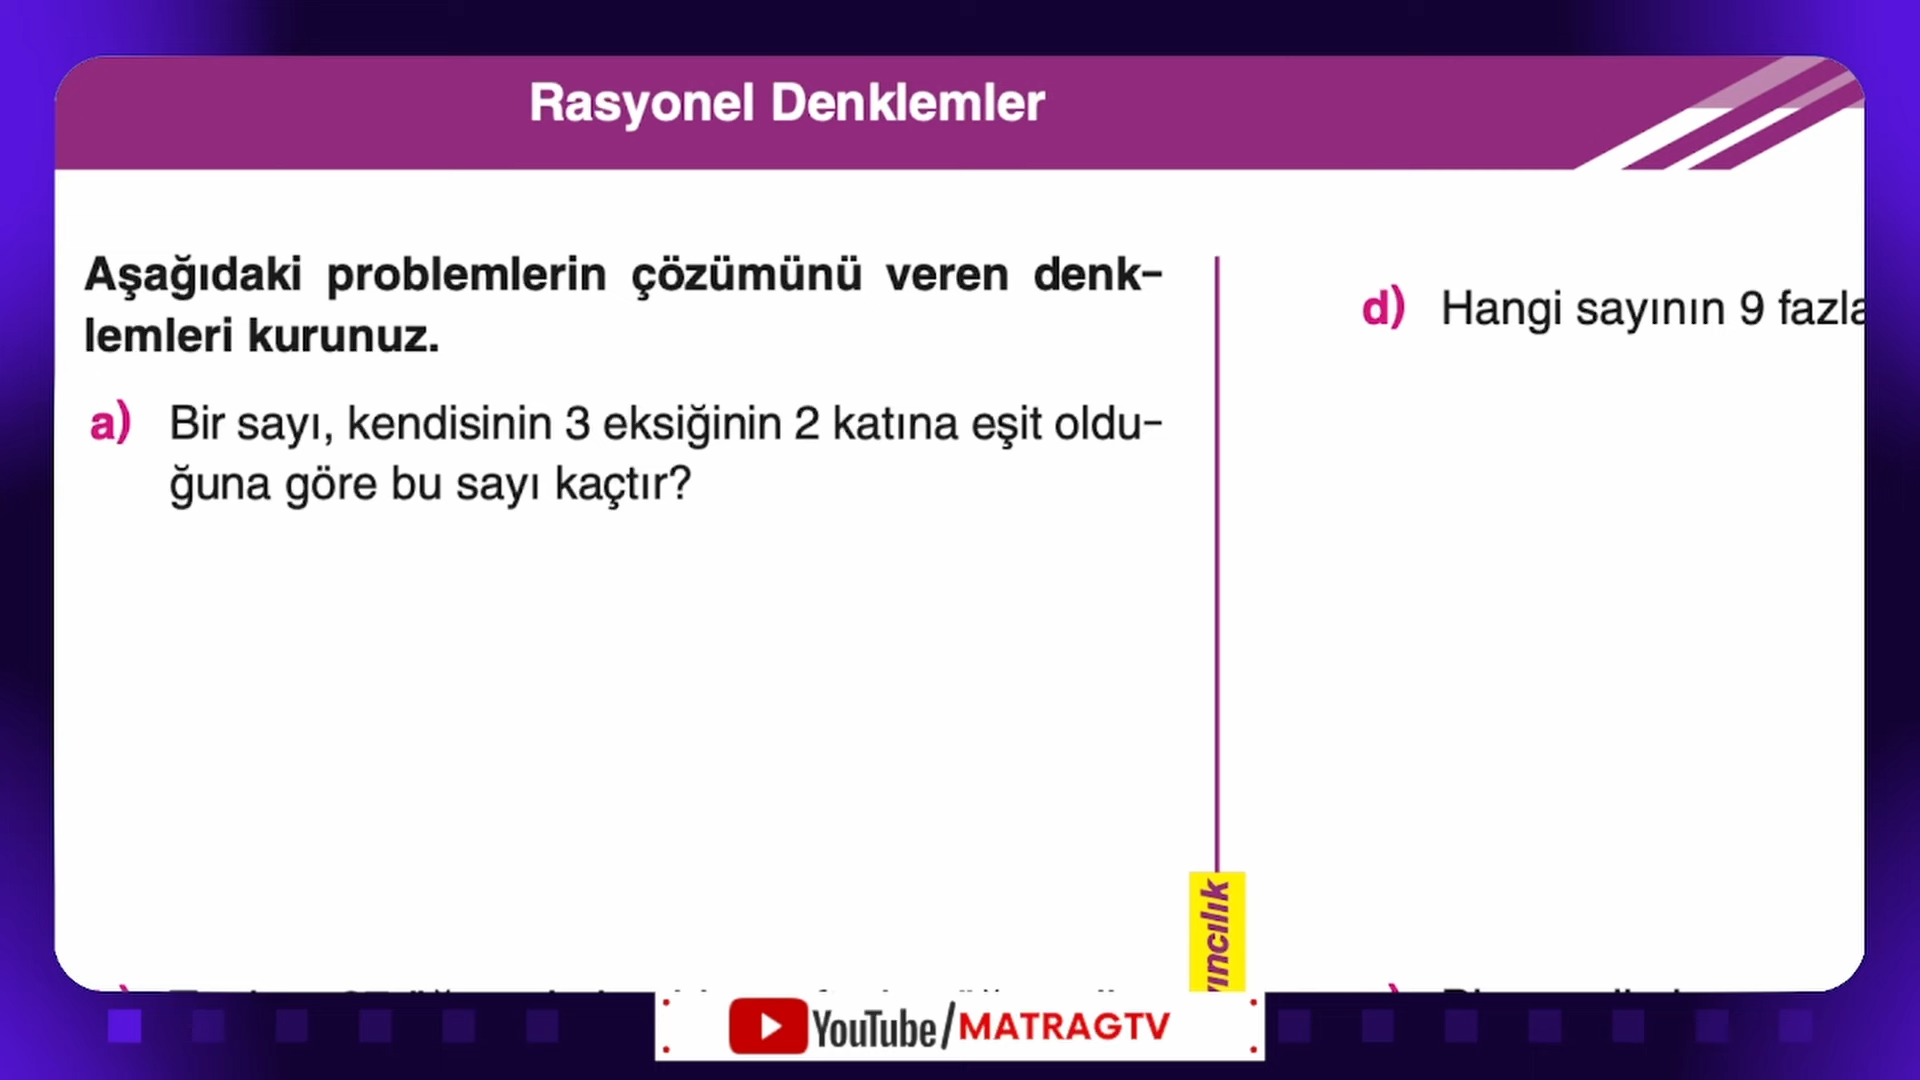 Rasyonel Denklemler
Aşağıdaki problemlerin çözümünü veren denk-
lemleri kurunuz.
a) Bir sayı, kendisinin 3 eksiğinin 2 katına eşit oldu-
ğuna göre bu sayı kaçtır?
d) Hangi sayının 9 fazla
yıncılık
YouTube/MATRAGTV